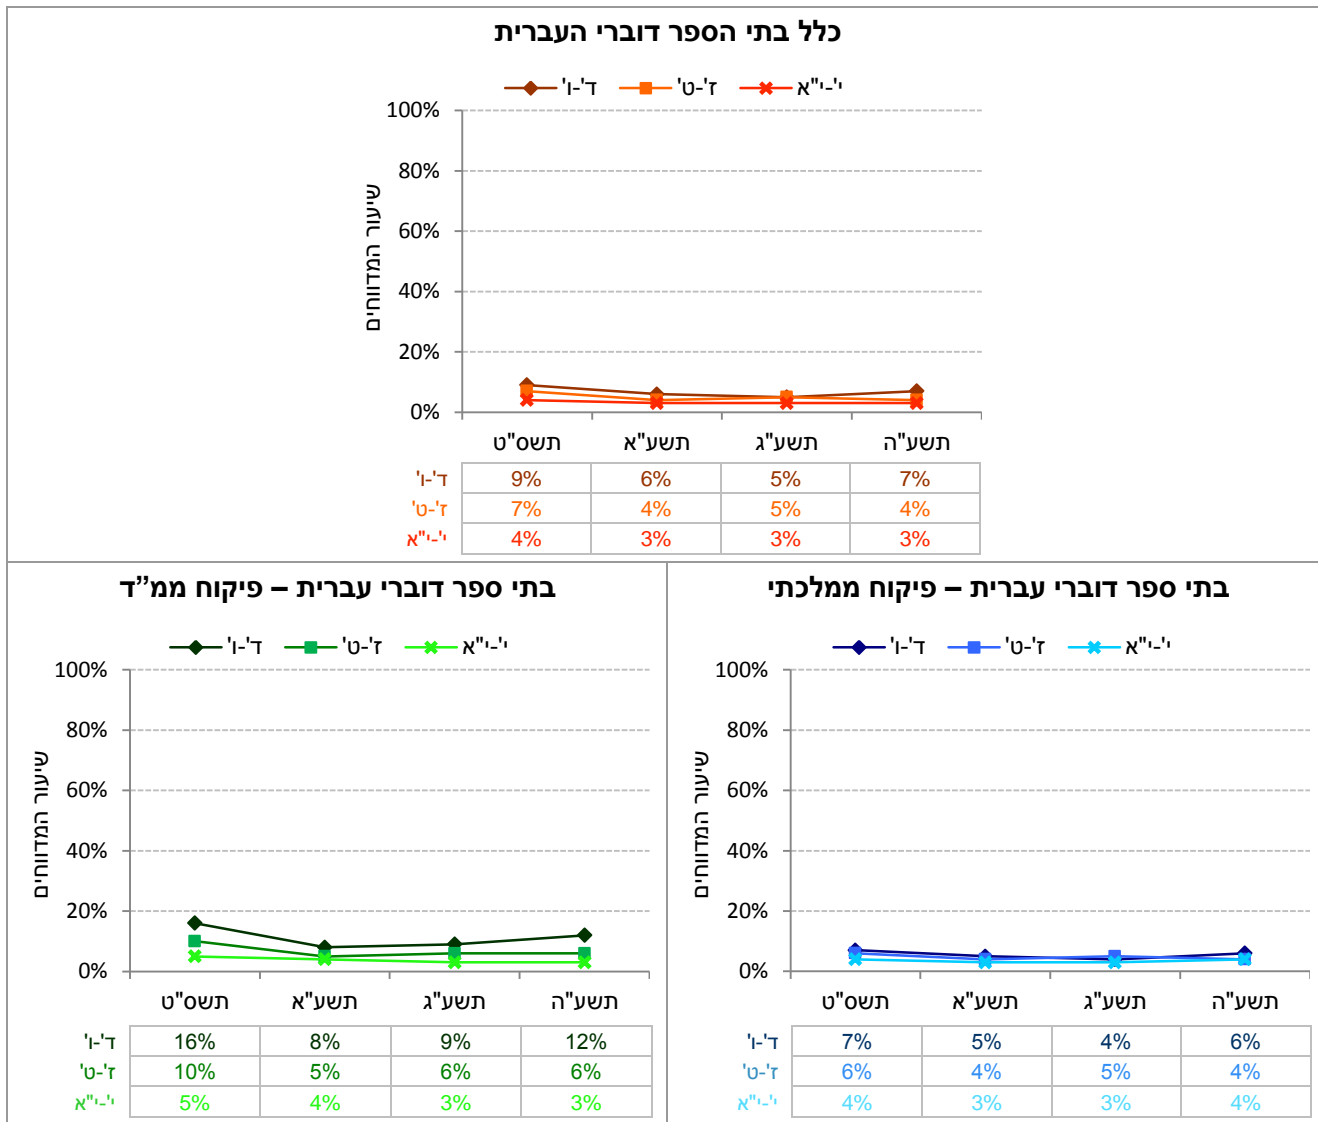 כלל בתי הספר דוברי העברית
ד'-ו' ז'-ט' י'-י"א
100%
80%
60%
40%
20%
0%
שיעור המדווחים
תשס"ט תשע"א תשע"ג תשע"ה
ד'-ו' 9% 6% 5% 7%
ז'-ט' 7% 4% 5% 4%
י'-י"א 4% 3% 3% 3%
בתי ספר דוברי עברית – פיקוח ממלכתי
ד'-ו' ז'-ט' י'-י"א
100%
80%
60%
40%
20%
0%
שיעור המדווחים
תשס"ט תשע"א תשע"ג תשע"ה
ד'-ו' 7% 5% 4% 6%
ז'-ט' 6% 4% 5% 4%
י'-י"א 4% 3% 3% 4%
בתי ספר דוברי עברית – פיקוח ממ”ד
ד'-ו' ז'-ט' י'-י"א
100%
80%
60%
40%
20%
0%
שיעור המדווחים
תשס"ט תשע"א תשע"ג תשע"ה
ד'-ו' 16% 8% 9% 12%
ז'-ט' 10% 5% 6% 6%
י'-י"א 5% 4% 3% 3%